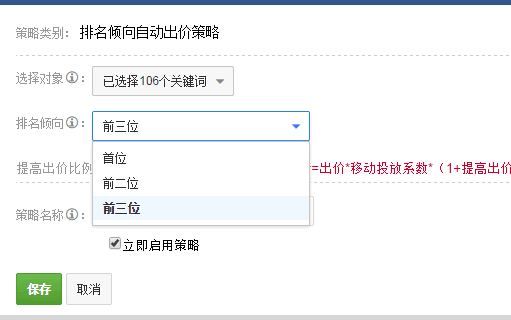 策略类别： 排名倾向自动出价策略
选择对象 ： 已选择106个关键词
排名倾向 ： 前三位
首位
前二位
前三位
提高出价比例 =出价*移动投放系数*（1+提高出价
策略名称 ：
立即启用策略
保存 取消